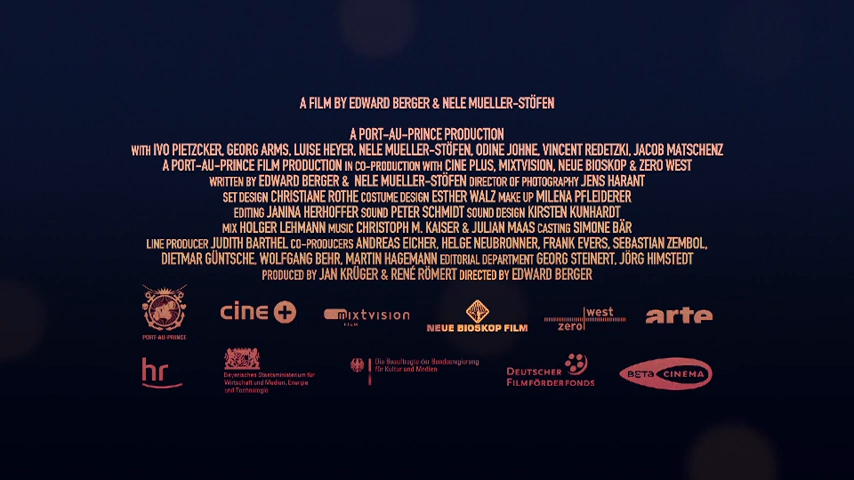 A FILM BY EDWARD BERGER & NELE MUELLER-STÖFEN
A PORT-AU-PRINCE PRODUCTION
WITH IVO PIETZCKER, GEORG ARMS, LUISE HEYER, NELE MUELLER-STÖFEN, ODINE JOHNE, VINCENT REDETZKI, JACOB MATSCHENZ
A PORT-AU-PRINCE FILM PRODUCTION IN CO-PRODUCTION WITH CINE PLUS, MIXTVISION, NEUE BIOSKOP & ZERO WEST
WRITTEN BY EDWARD BERGER & NELE MUELLER-STÖFEN DIRECTOR OF PHOTOGRAPHY JENS HARANT
SET DESIGN CHRISTIANE ROTHE COSTUME DESIGN ESTHER WALZ MAKE UP MILENA PFLEIDERER
EDITING JANINA HERHOFFER SOUND PETER SCHMIDT SOUND DESIGN KIRSTEN KUNHARDT
MIX HOLGER LEHMANN MUSIC CHRISTOPH M. KAISER & JULIAN MAAS CASTING SIMONE BÄR
LINE PRODUCER JUDITH BARTHEL CO-PRODUCERS ANDREAS EICHER, HELGE NEUBRONNER, FRANK EVERS, SEBASTIAN ZEMBOL,
DIETMAR GÜNTSCHE, WOLFGANG BEHR, MARTIN HAGEMANN EDITORIAL DEPARTMENT GEORG STEINERT, JÖRG HIMSTEDT
PRODUCED BY JAN KRÜGER & RENÉ RÖMERT DIRECTED BY EDWARD BERGER
PORT-AU-PRINCE
cine+
mixtvision
FILM
NEUE BIOSKOP FILM
zero west
arte
hr
Bayerisches Staatsministerium für
Wirtschaft und Medien, Energie
und Technologie
Die Beauftragte der Bundesregierung
für Kultur und Medien
DEUTSCHER
FILMFÖRDERFONDS
BETA CINEMA